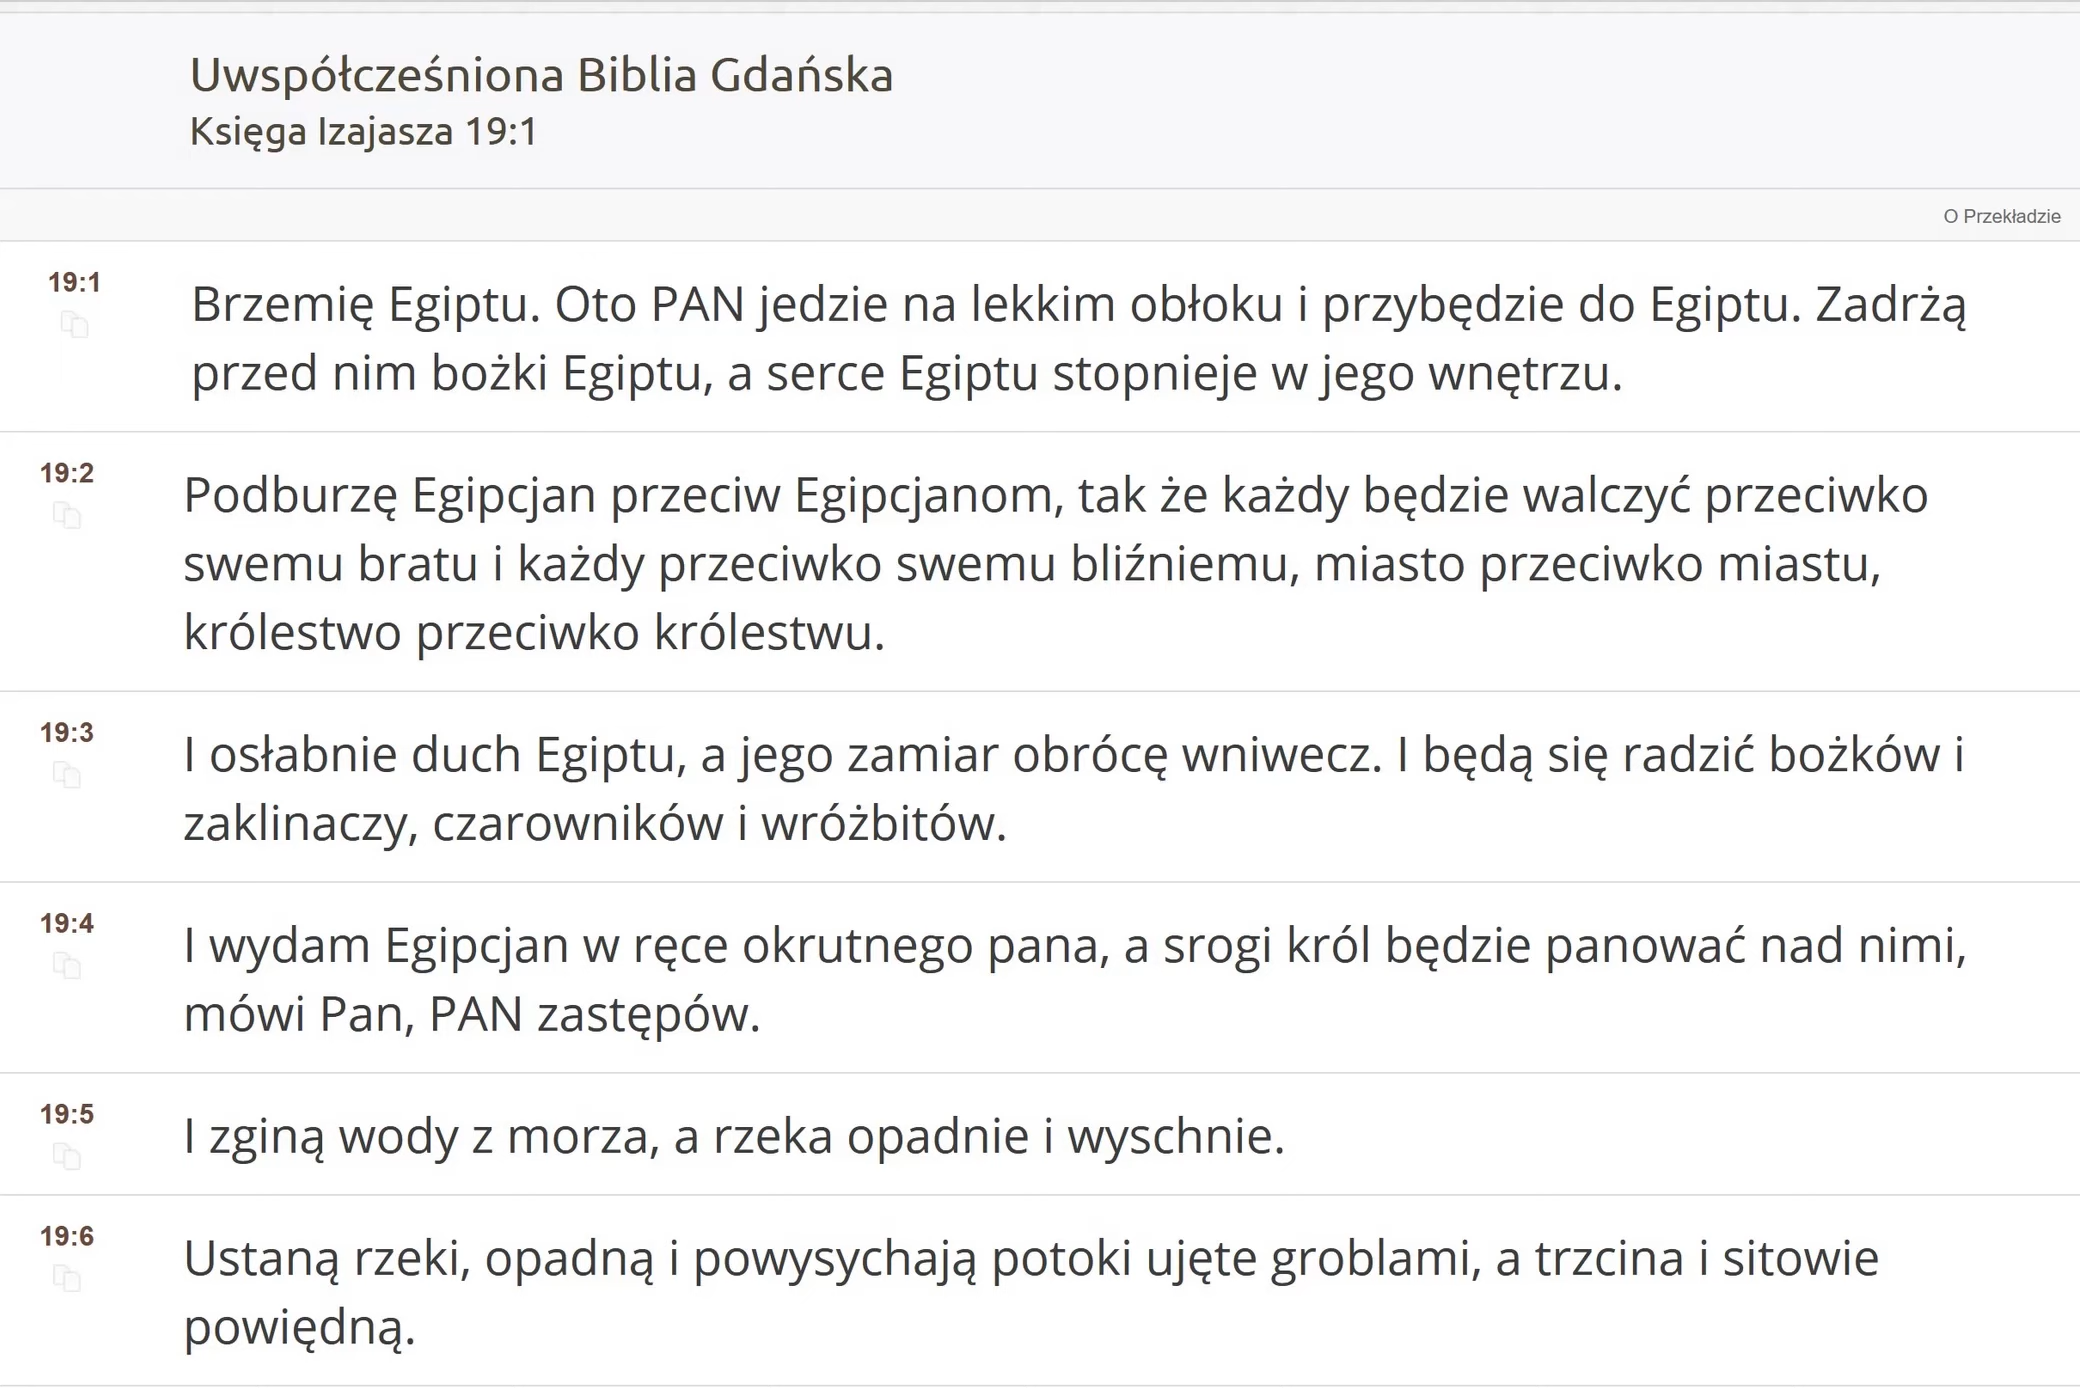 Uwspółcześniona Biblia Gdańska
Księga Izajasza 19:1
O Przekładzie
19:1
Brzemię Egiptu. Oto PAN jedzie na lekkim obłoku i przybędzie do Egiptu. Zadrżą
przed nim bożki Egiptu, a serce Egiptu stopnieje w jego wnętrzu.
19:2
Podburzę Egipcjan przeciw Egipcjanom, tak że każdy będzie walczyć przeciwko
swemu bratu i każdy przeciwko swemu bliźniemu, miasto przeciwko miastu,
królestwo przeciwko królestwu.
19:3
I osłabnie duch Egiptu, a jego zamiar obrócę wniwecz. I będą się radzić bożków i
zaklinaczy, czarowników i wróżbitów.
19:4
I wydam Egipcjan w ręce okrutnego pana, a srogi król będzie panować nad nimi,
mówi Pan, PAN zastępów.
19:5
I zginą wody z morza, a rzeka opadnie i wyschnie.
19:6
Ustaną rzeki, opadną i powysychają potoki ujęte groblami, a trzcina i sitowie
powiędną.